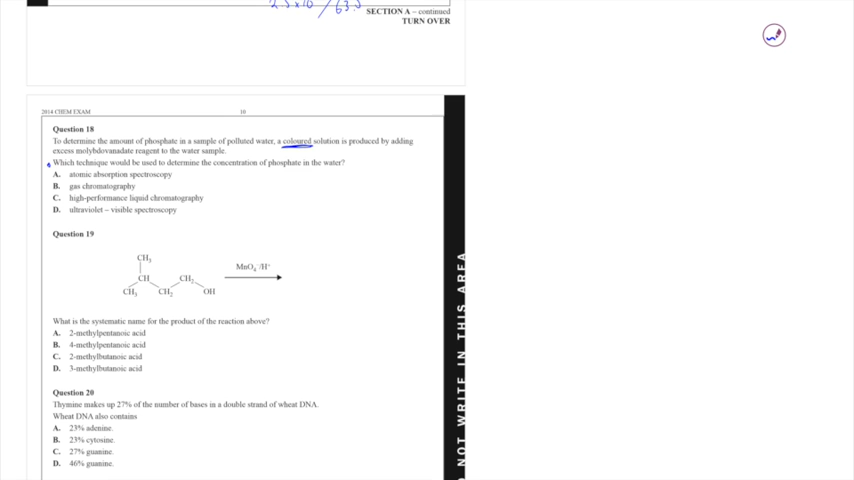 2.5 x 10 / 63.5
SECTION A – continued
TURN OVER
2014 CHEM EXAM
10
Question 18
To determine the amount of phosphate in a sample of polluted water, a coloured solution is produced by adding
excess molybdovanadate reagent to the water sample.
Which technique would be used to determine the concentration of phosphate in the water?
A. atomic absorption spectroscopy
B. gas chromatography
C. high-performance liquid chromatography
D. ultraviolet – visible spectroscopy
Question 19
CH3
CH
CH2
CH3
CH2
OH
MnO4⁻/H⁺
What is the systematic name for the product of the reaction above?
A. 2-methylpentanoic acid
B. 4-methylpentanoic acid
C. 2-methylbutanoic acid
D. 3-methylbutanoic acid
Question 20
Thymine makes up 27% of the number of bases in a double strand of wheat DNA.
Wheat DNA also contains
A. 23% adenine.
B. 23% cytosine.
C. 27% guanine.
D. 46% guanine.
NOT WRITE IN THIS AREA